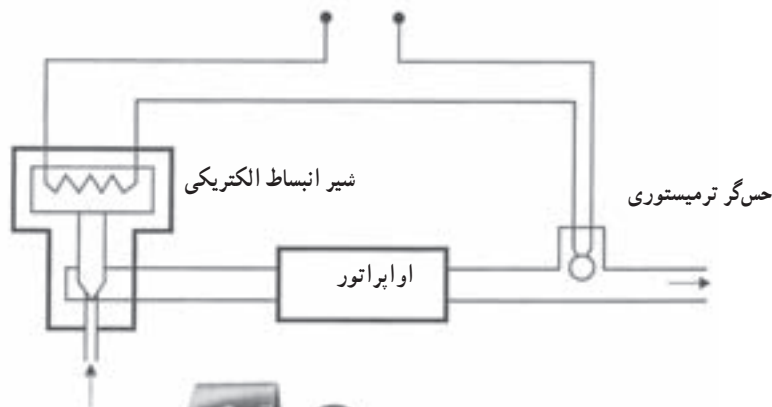 شیر انبساط الکتریکی
حس‌گر ترمیستوری
اواپراتور